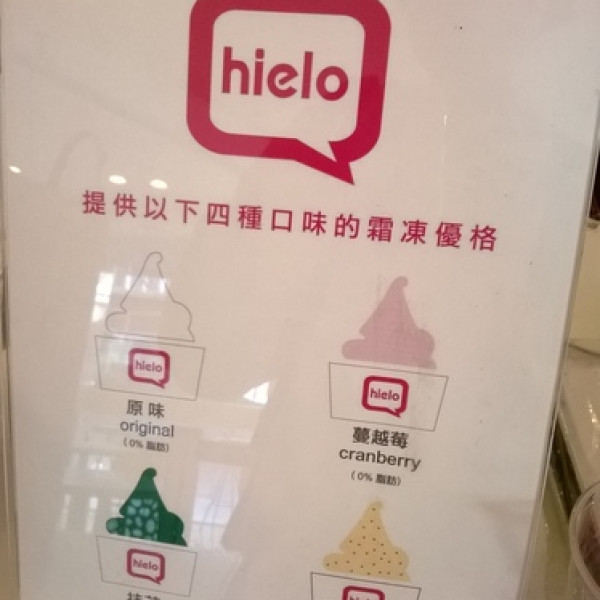 hielo
提供以下四種口味的霜凍優格
hielo
原味
original
(0% 脂肪)
hielo
蔓越莓
cranberry
(0% 脂肪)
hielo
hielo